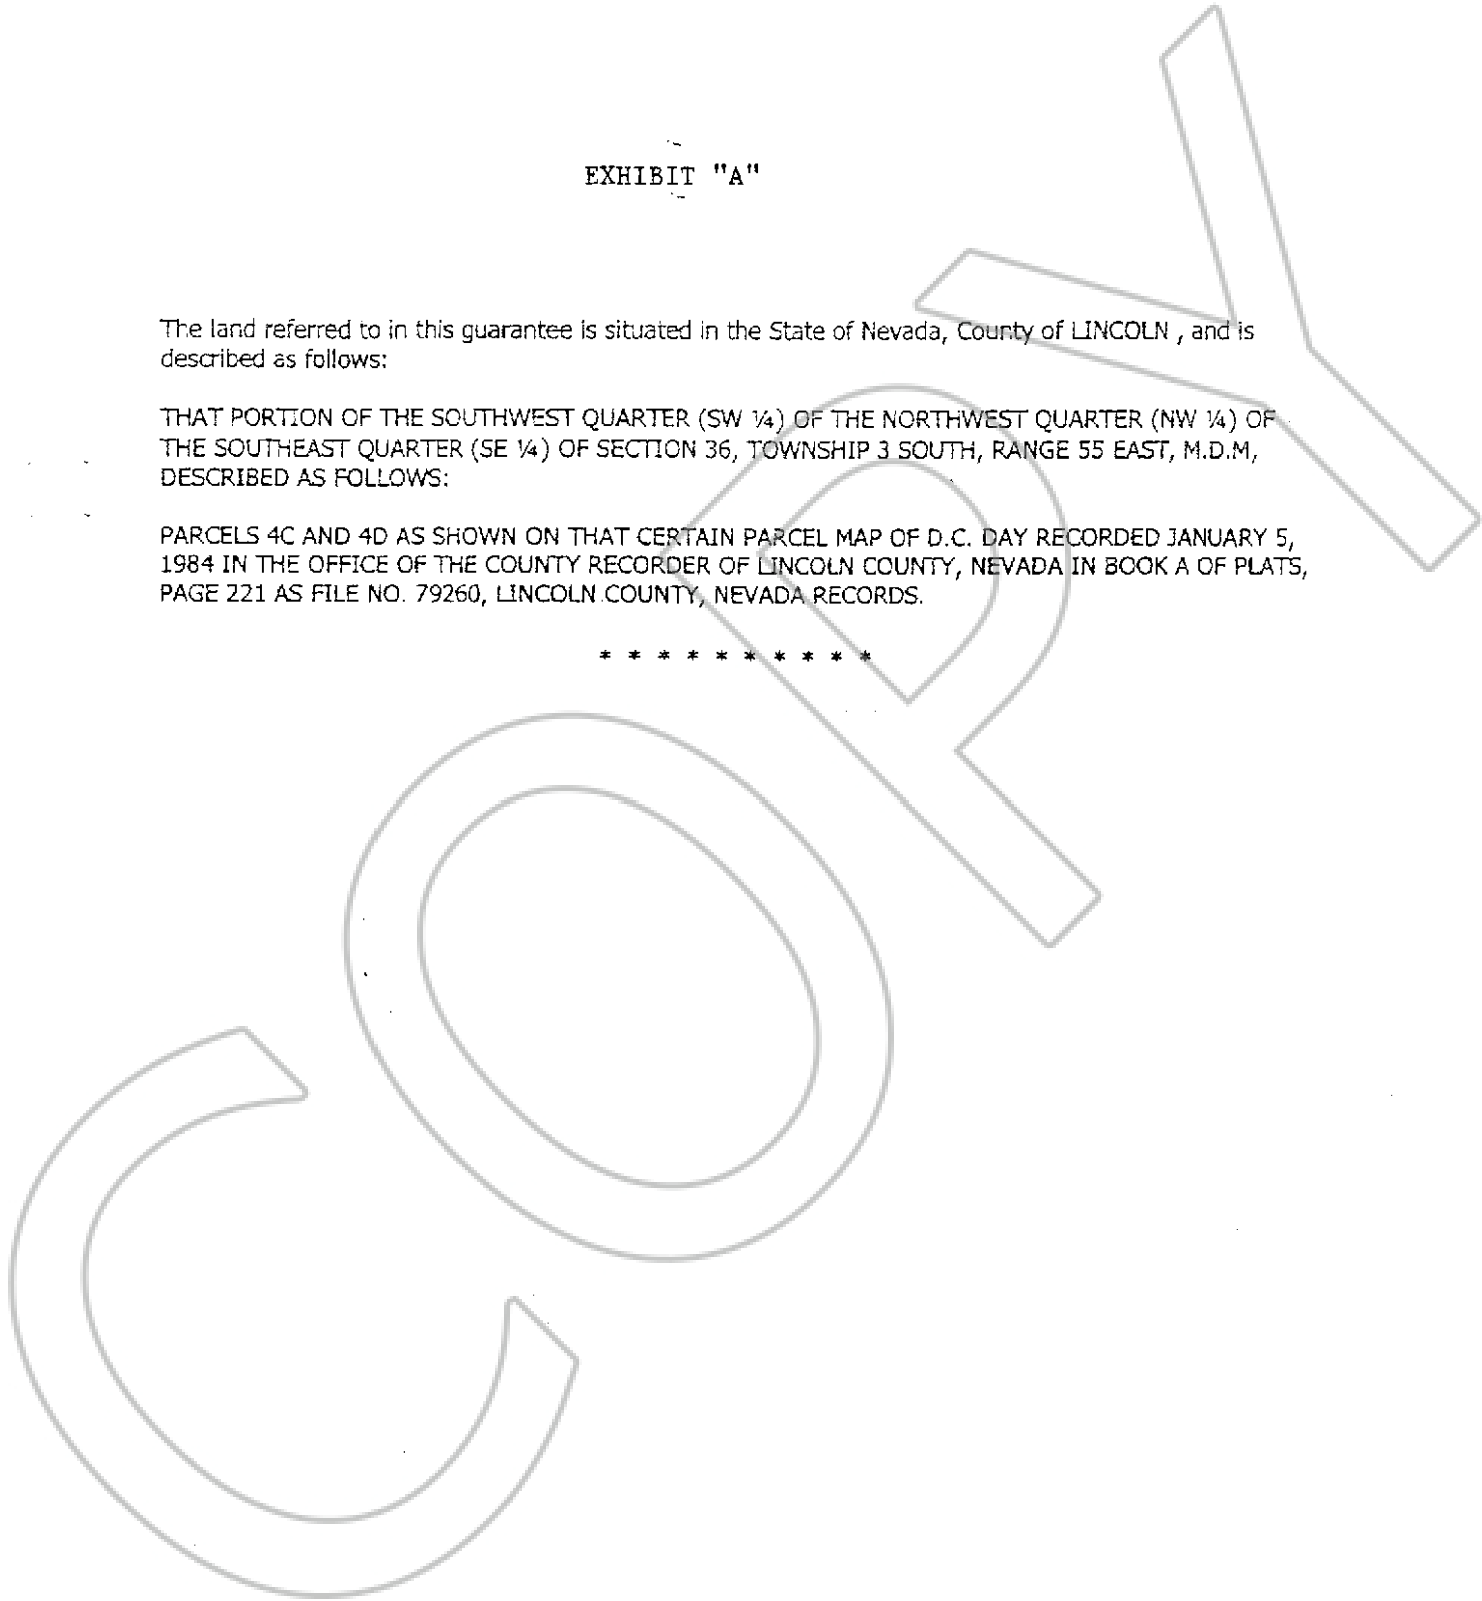 EXHIBIT "A"
The land referred to in this guarantee is situated in the State of Nevada, County of LINCOLN , and is
described as follows:
THAT PORTION OF THE SOUTHWEST QUARTER (SW ¼) OF THE NORTHWEST QUARTER (NW ¼) OF
THE SOUTHEAST QUARTER (SE ¼) OF SECTION 36, TOWNSHIP 3 SOUTH, RANGE 55 EAST, M.D.M,
DESCRIBED AS FOLLOWS:
PARCELS 4C AND 4D AS SHOWN ON THAT CERTAIN PARCEL MAP OF D.C. DAY RECORDED JANUARY 5,
1984 IN THE OFFICE OF THE COUNTY RECORDER OF LINCOLN COUNTY, NEVADA IN BOOK A OF PLATS,
PAGE 221 AS FILE NO. 79260, LINCOLN COUNTY, NEVADA RECORDS.
* * * * * * * * * *
COPY